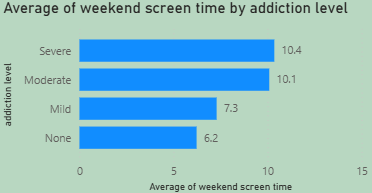 Average of weekend screen time by addiction level
addiction level
Severe 10.4
Moderate 10.1
Mild 7.3
None 6.2
0 5 10 15
Average of weekend screen time